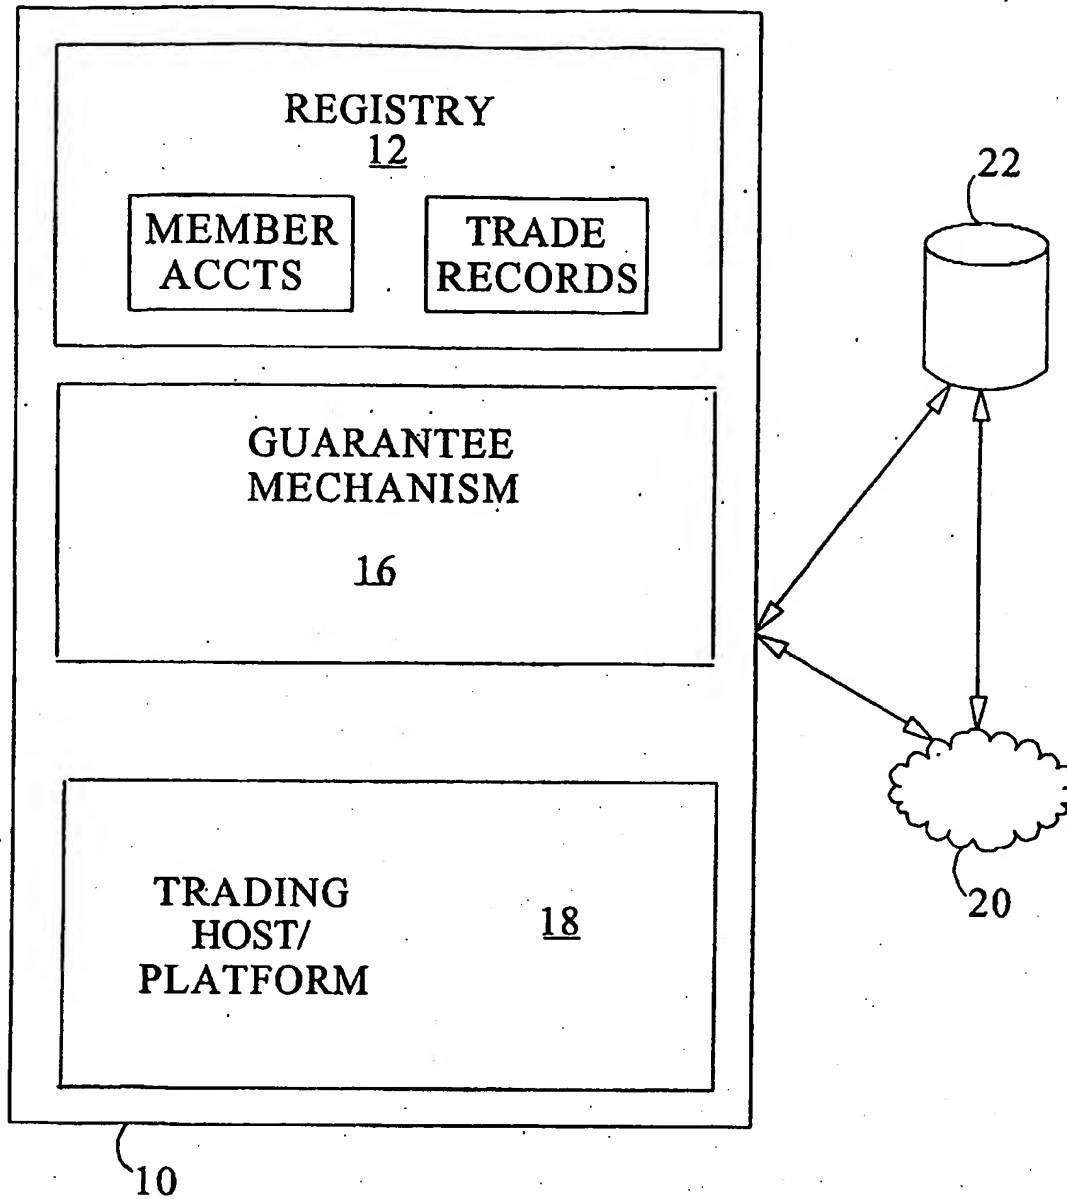 REGISTRY
12
MEMBER
ACCTS
TRADE
RECORDS
22
GUARANTEE
MECHANISM
16
TRADING
HOST/
PLATFORM
18
20
10